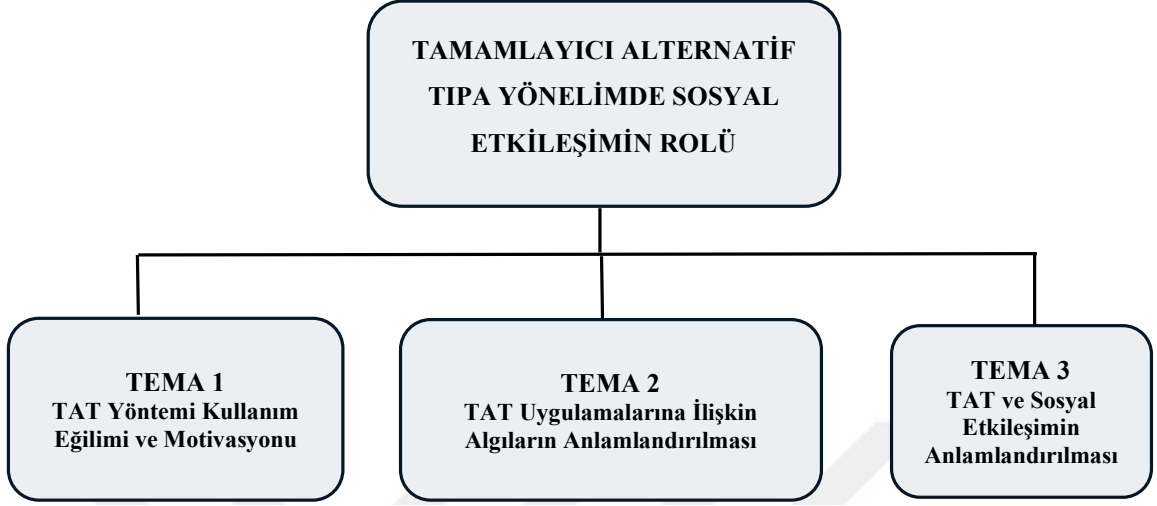 TAMAMLAYICI ALTERNATİF
TIPA YÖNELİMDE SOSYAL
ETKİLEŞİMİN ROLÜ
TEMA 1
TAT Yöntemi Kullanım
Eğilimi ve Motivasyonu
TEMA 2
TAT Uygulamalarına İlişkin
Algıların Anlamlandırılması
TEMA 3
TAT ve Sosyal
Etkileşimin
Anlamlandırılması